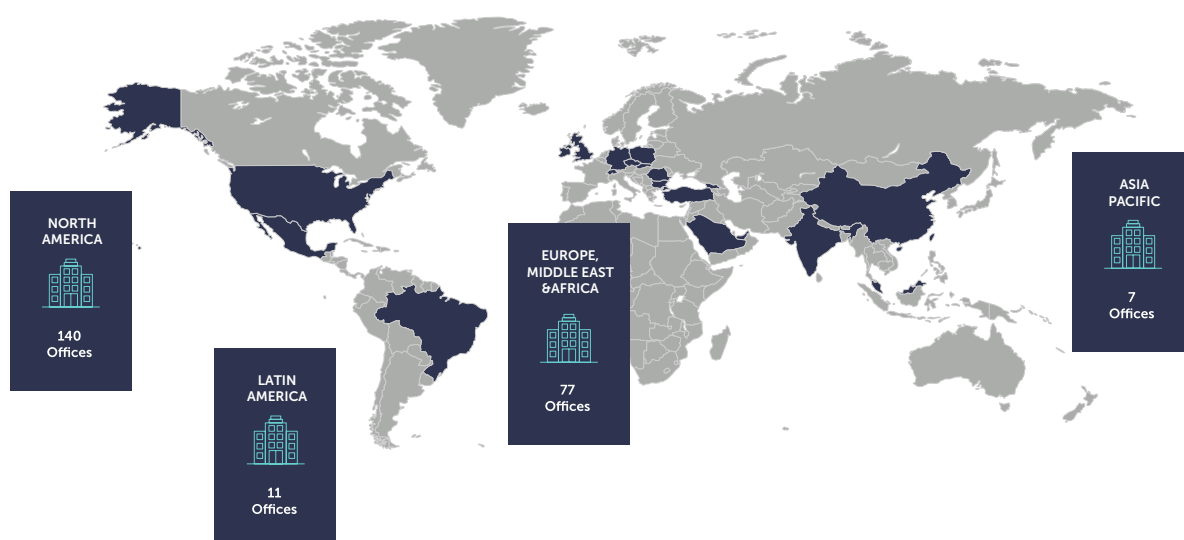 NORTH
AMERICA
140
Offices
LATIN
AMERICA
11
Offices
EUROPE,
MIDDLE EAST
&AFRICA
77
Offices
ASIA
PACIFIC
7
Offices